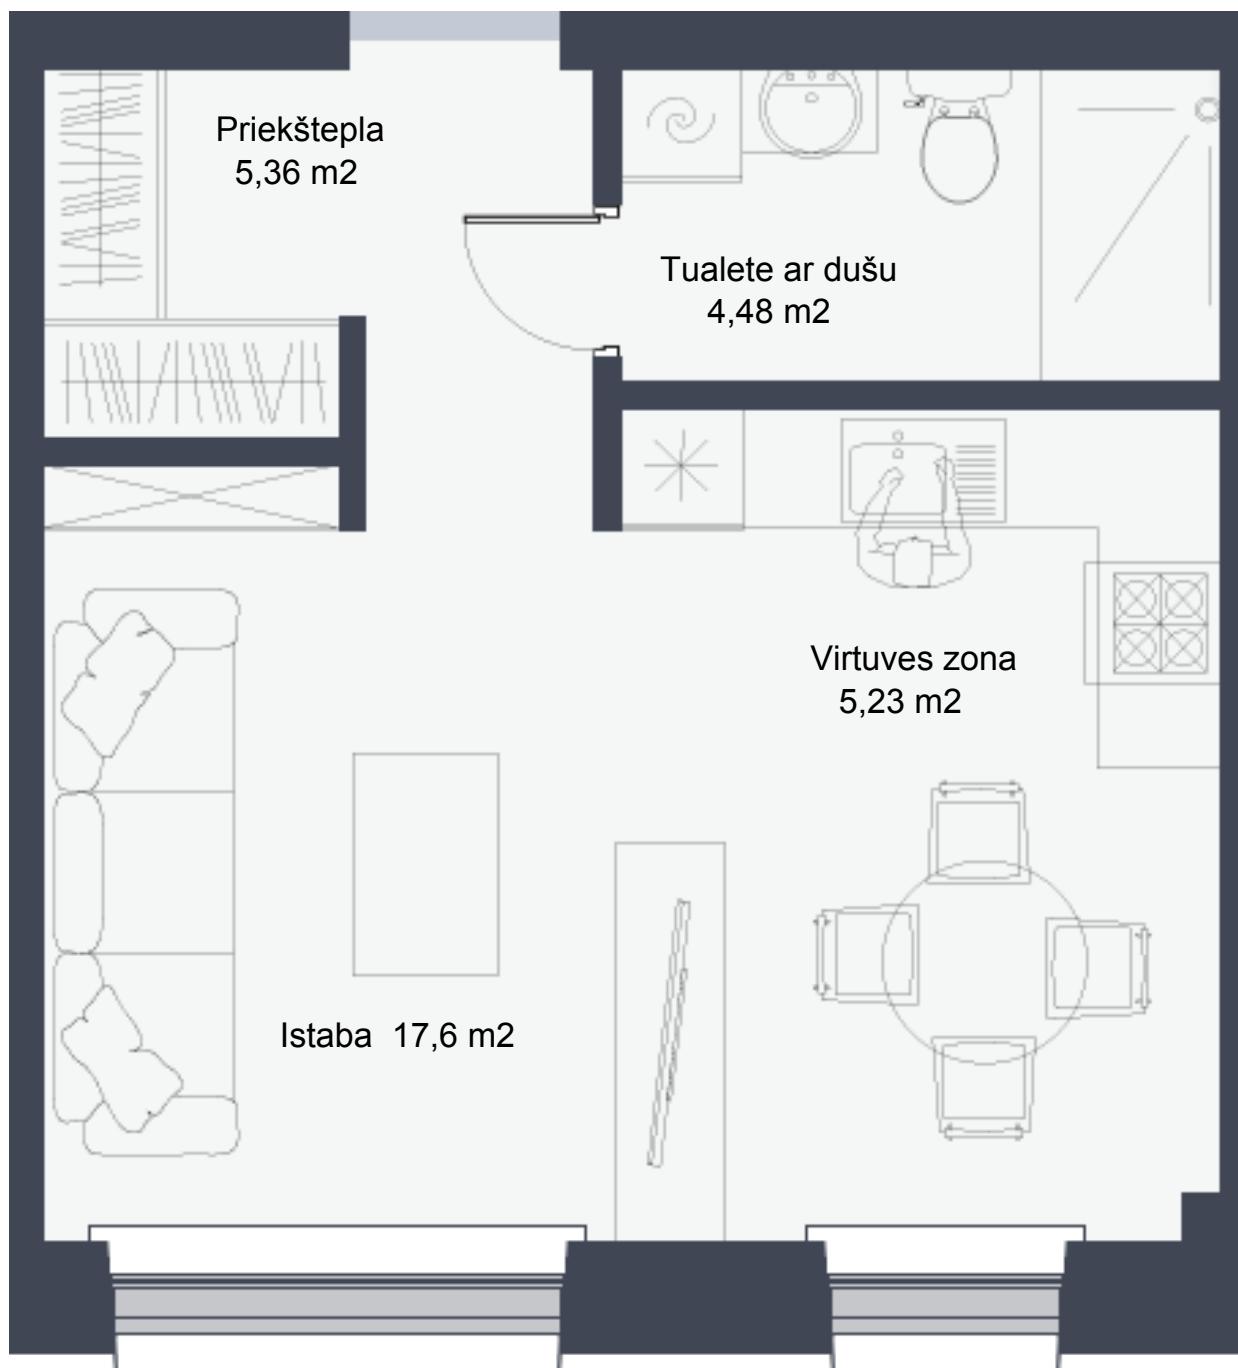 Priekštepla
5,36 m2
Tualete ar dušu
4,48 m2
Virtuves zona
5,23 m2
Istaba  17,6 m2